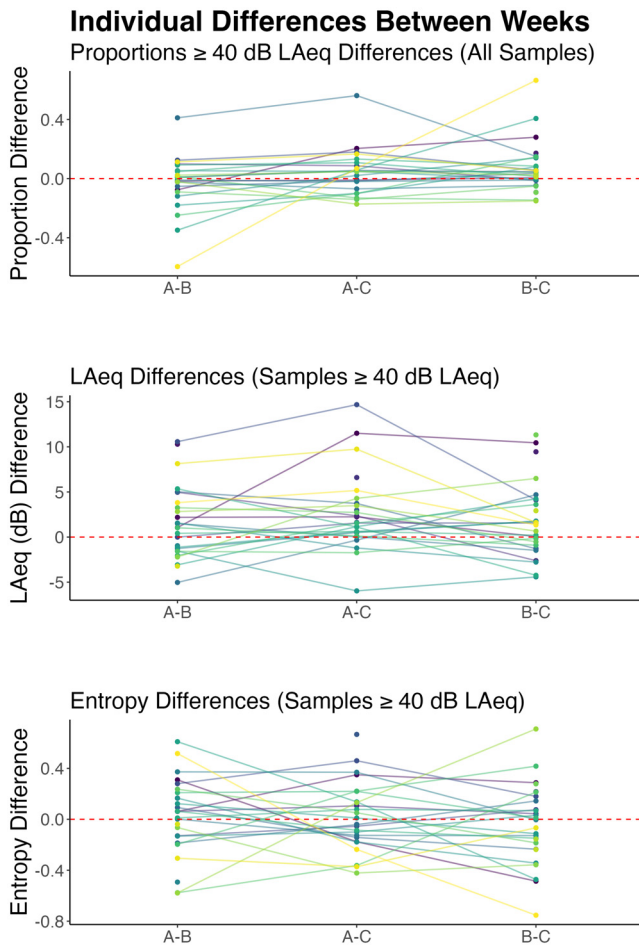 Individual Differences Between Weeks
Proportions ≥ 40 dB LAeq Differences (All Samples)
Proportion Difference
0.4
0.0
-0.4
A-B
A-C
B-C
LAeq Differences (Samples ≥ 40 dB LAeq)
LAeq (dB) Difference
15
10
5
0
-5
A-B
A-C
B-C
Entropy Differences (Samples ≥ 40 dB LAeq)
Entropy Difference
0.4
0.0
-0.4
-0.8
A-B
A-C
B-C